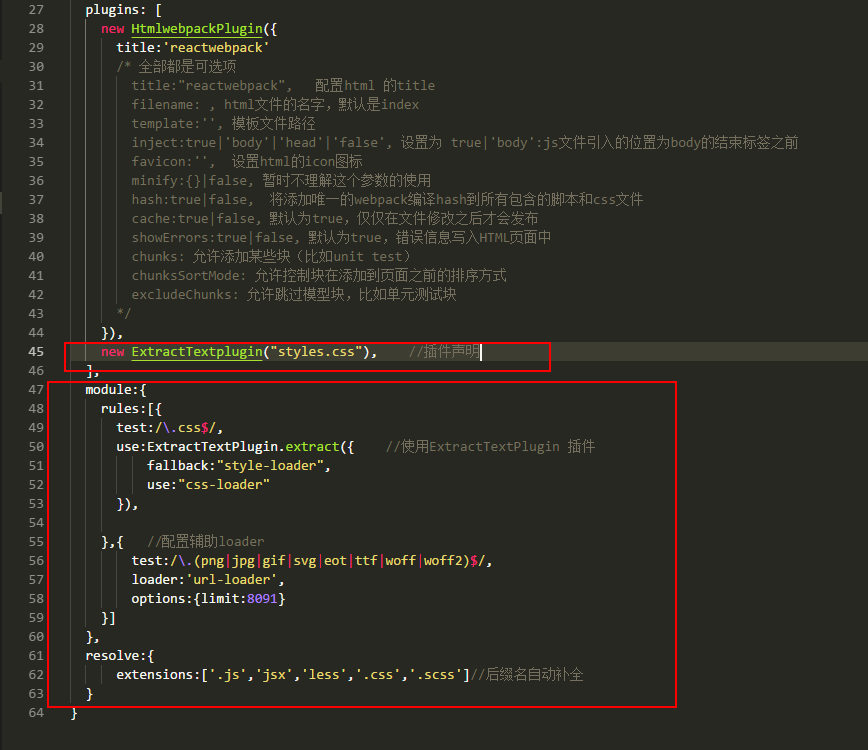 27 plugins: [
28 new HtmlwebpackPlugin({
29 title:'reactwebpack'
30 /* 全部都是可选项
31 title:"reactwebpack", 配置html 的title
32 filename: , html文件的名字，默认是index
33 template:'', 模板文件路径
34 inject:true|'body'|'head'|'false', 设置为 true|'body':js文件引入的位置为body的结束标签之前
35 favicon:'', 设置html的icon图标
36 minify:{}|false, 暂时不理解这个参数的使用
37 hash:true|false, 将添加唯一的webpack编译hash到所有包含的脚本和css文件
38 cache:true|false, 默认为true，仅仅在文件修改之后才会发布
39 showErrors:true|false, 默认为true，错误信息写入HTML页面中
40 chunks: 允许添加某些块（比如unit test）
41 chunksSortMode: 允许控制块在添加到页面之前的排序方式
42 excludeChunks: 允许跳过模型块，比如单元测试块
43 */
44 }),
45 new ExtractTextplugin("styles.css"), //插件声明
46 ],
47 module:{
48 rules:[{
49 test:/\.css$/,
50 use:ExtractTextPlugin.extract({ //使用ExtractTextPlugin 插件
51 fallback:"style-loader",
52 use:"css-loader"
53 }),
54
55 },{ //配置辅助loader
56 test:/\.(png|jpg|gif|svg|eot|ttf|woff|woff2)$/,
57 loader:'url-loader',
58 options:{limit:8091}
59 }]
60 },
61 resolve:{
62 extensions:['.js','jsx','less','.css','.scss']//后缀名自动补全
63 }
64 }